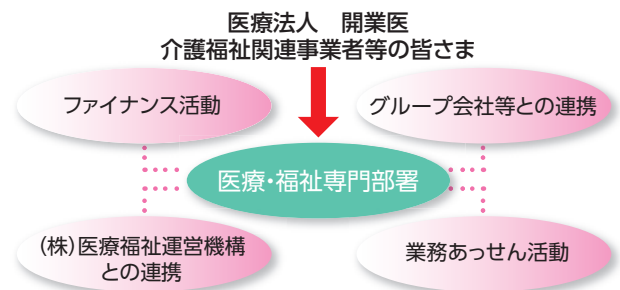 医療法人　開業医
介護福祉関連事業者等の皆さま
ファイナンス活動
グループ会社等との連携
医療・福祉専門部署
(株)医療福祉運営機構
との連携
業務あっせん活動